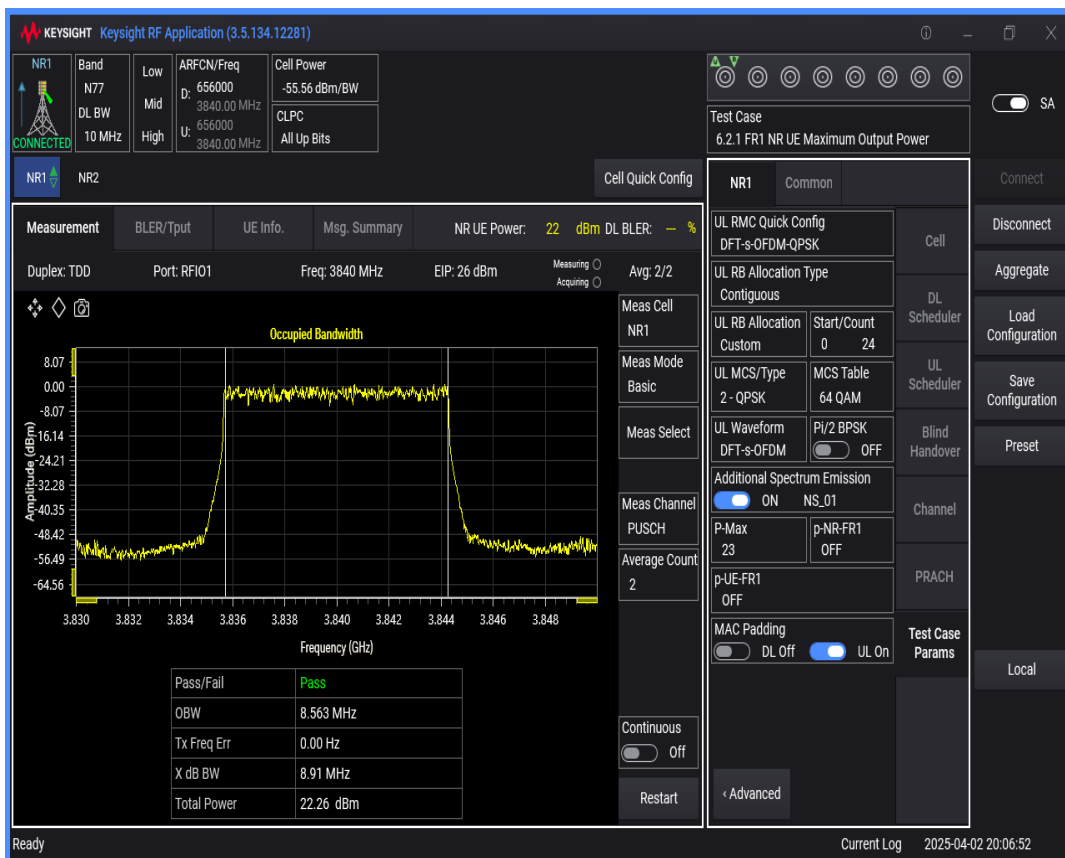 KEYSIGHT Keysight RF Application (3.5.134.12281)
NR1
CONNECTED
Band
N77
DL BW
10 MHz
Low
Mid
High
ARFCN/Freq
D: 656000
3840.00 MHz
U: 656000
3840.00 MHz
Cell Power
-55.56 dBm/BW
CLPC
All Up Bits
Test Case
6.2.1 FR1 NR UE Maximum Output Power
SA
NR1 NR2 Cell Quick Config
Measurement BLER/Tput UE Info. Msg. Summary NR UE Power: 22 dBm DL BLER: — %
Duplex: TDD Port: RFIO1 Freq: 3840 MHz EIP: 26 dBm Measuring Acquiring Avg: 2/2
Occupied Bandwidth
Amplitude (dBm)
8.07
0.00
-8.07
-16.14
-24.21
-32.28
-40.35
-48.42
-56.49
-64.56
3.830 3.832 3.834 3.836 3.838 3.840 3.842 3.844 3.846 3.848
Frequency (GHz)
Pass/Fail Pass
OBW 8.563 MHz
Tx Freq Err 0.00 Hz
X dB BW 8.91 MHz
Total Power 22.26 dBm
Meas Cell
NR1
Meas Mode
Basic
Meas Select
Meas Channel
PUSCH
Average Count
2
Continuous
Off
Restart
NR1 Common
UL RMC Quick Config
DFT-s-OFDM-QPSK
UL RB Allocation Type
Contiguous
UL RB Allocation Start/Count
Custom 0 24
UL MCS/Type MCS Table
2 - QPSK 64 QAM
UL Waveform Pi/2 BPSK
DFT-s-OFDM OFF
Additional Spectrum Emission
ON NS_01
P-Max p-NR-FR1
23 OFF
p-UE-FR1
OFF
MAC Padding
DL Off UL On
‹ Advanced
Cell
DL
Scheduler
UL
Scheduler
Blind
Handover
Channel
PRACH
Test Case
Params
Connect
Disconnect
Aggregate
Load
Configuration
Save
Configuration
Preset
Local
Ready Current Log 2025-04-02 20:06:52